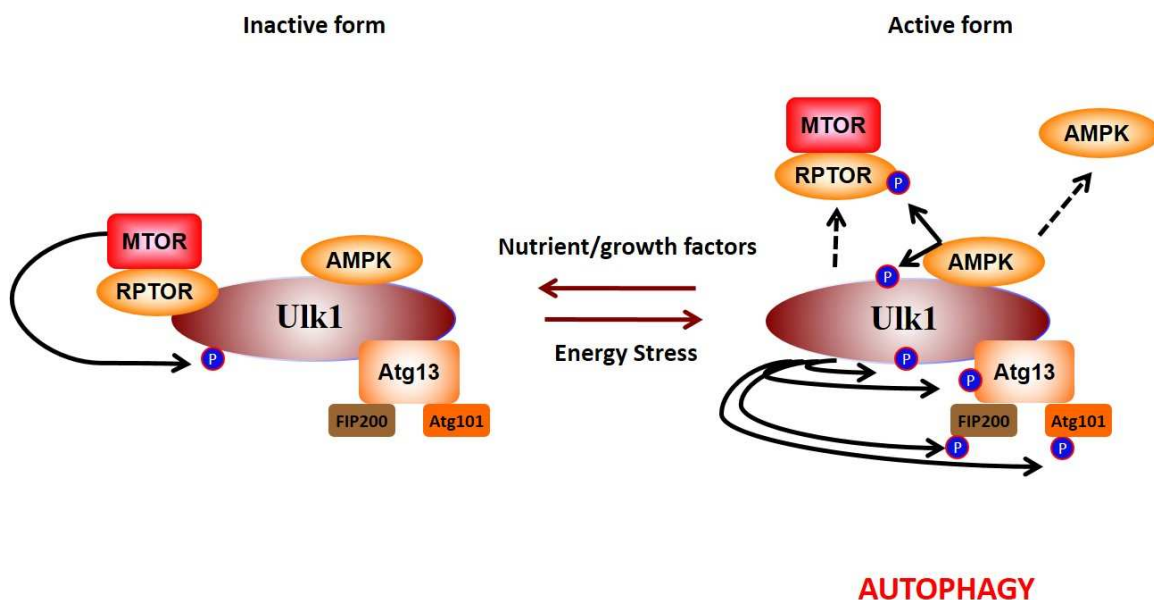 Inactive form
Active form
MTOR
RPTOR
AMPK
Ulk1
P
Atg13
FIP200
Atg101
Nutrient/growth factors
Energy Stress
MTOR
RPTOR
P
AMPK
AMPK
P
Ulk1
P
P
Atg13
FIP200
Atg101
P
P
AUTOPHAGY